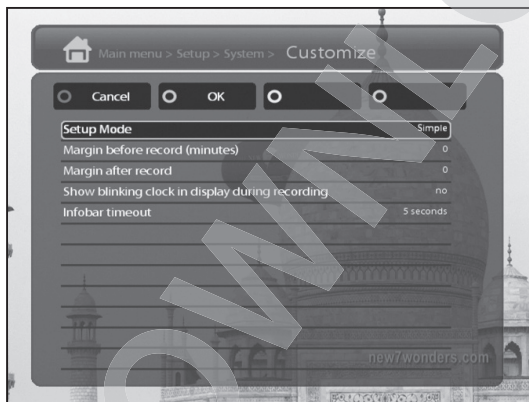 Main menu > Setup > System > Customize
Cancel OK
Setup Mode Simple
Margin before record (minutes) 0
Margin after record 0
Show blinking clock in display during recording no
Infobar timeout 5 seconds
new7wonders.com